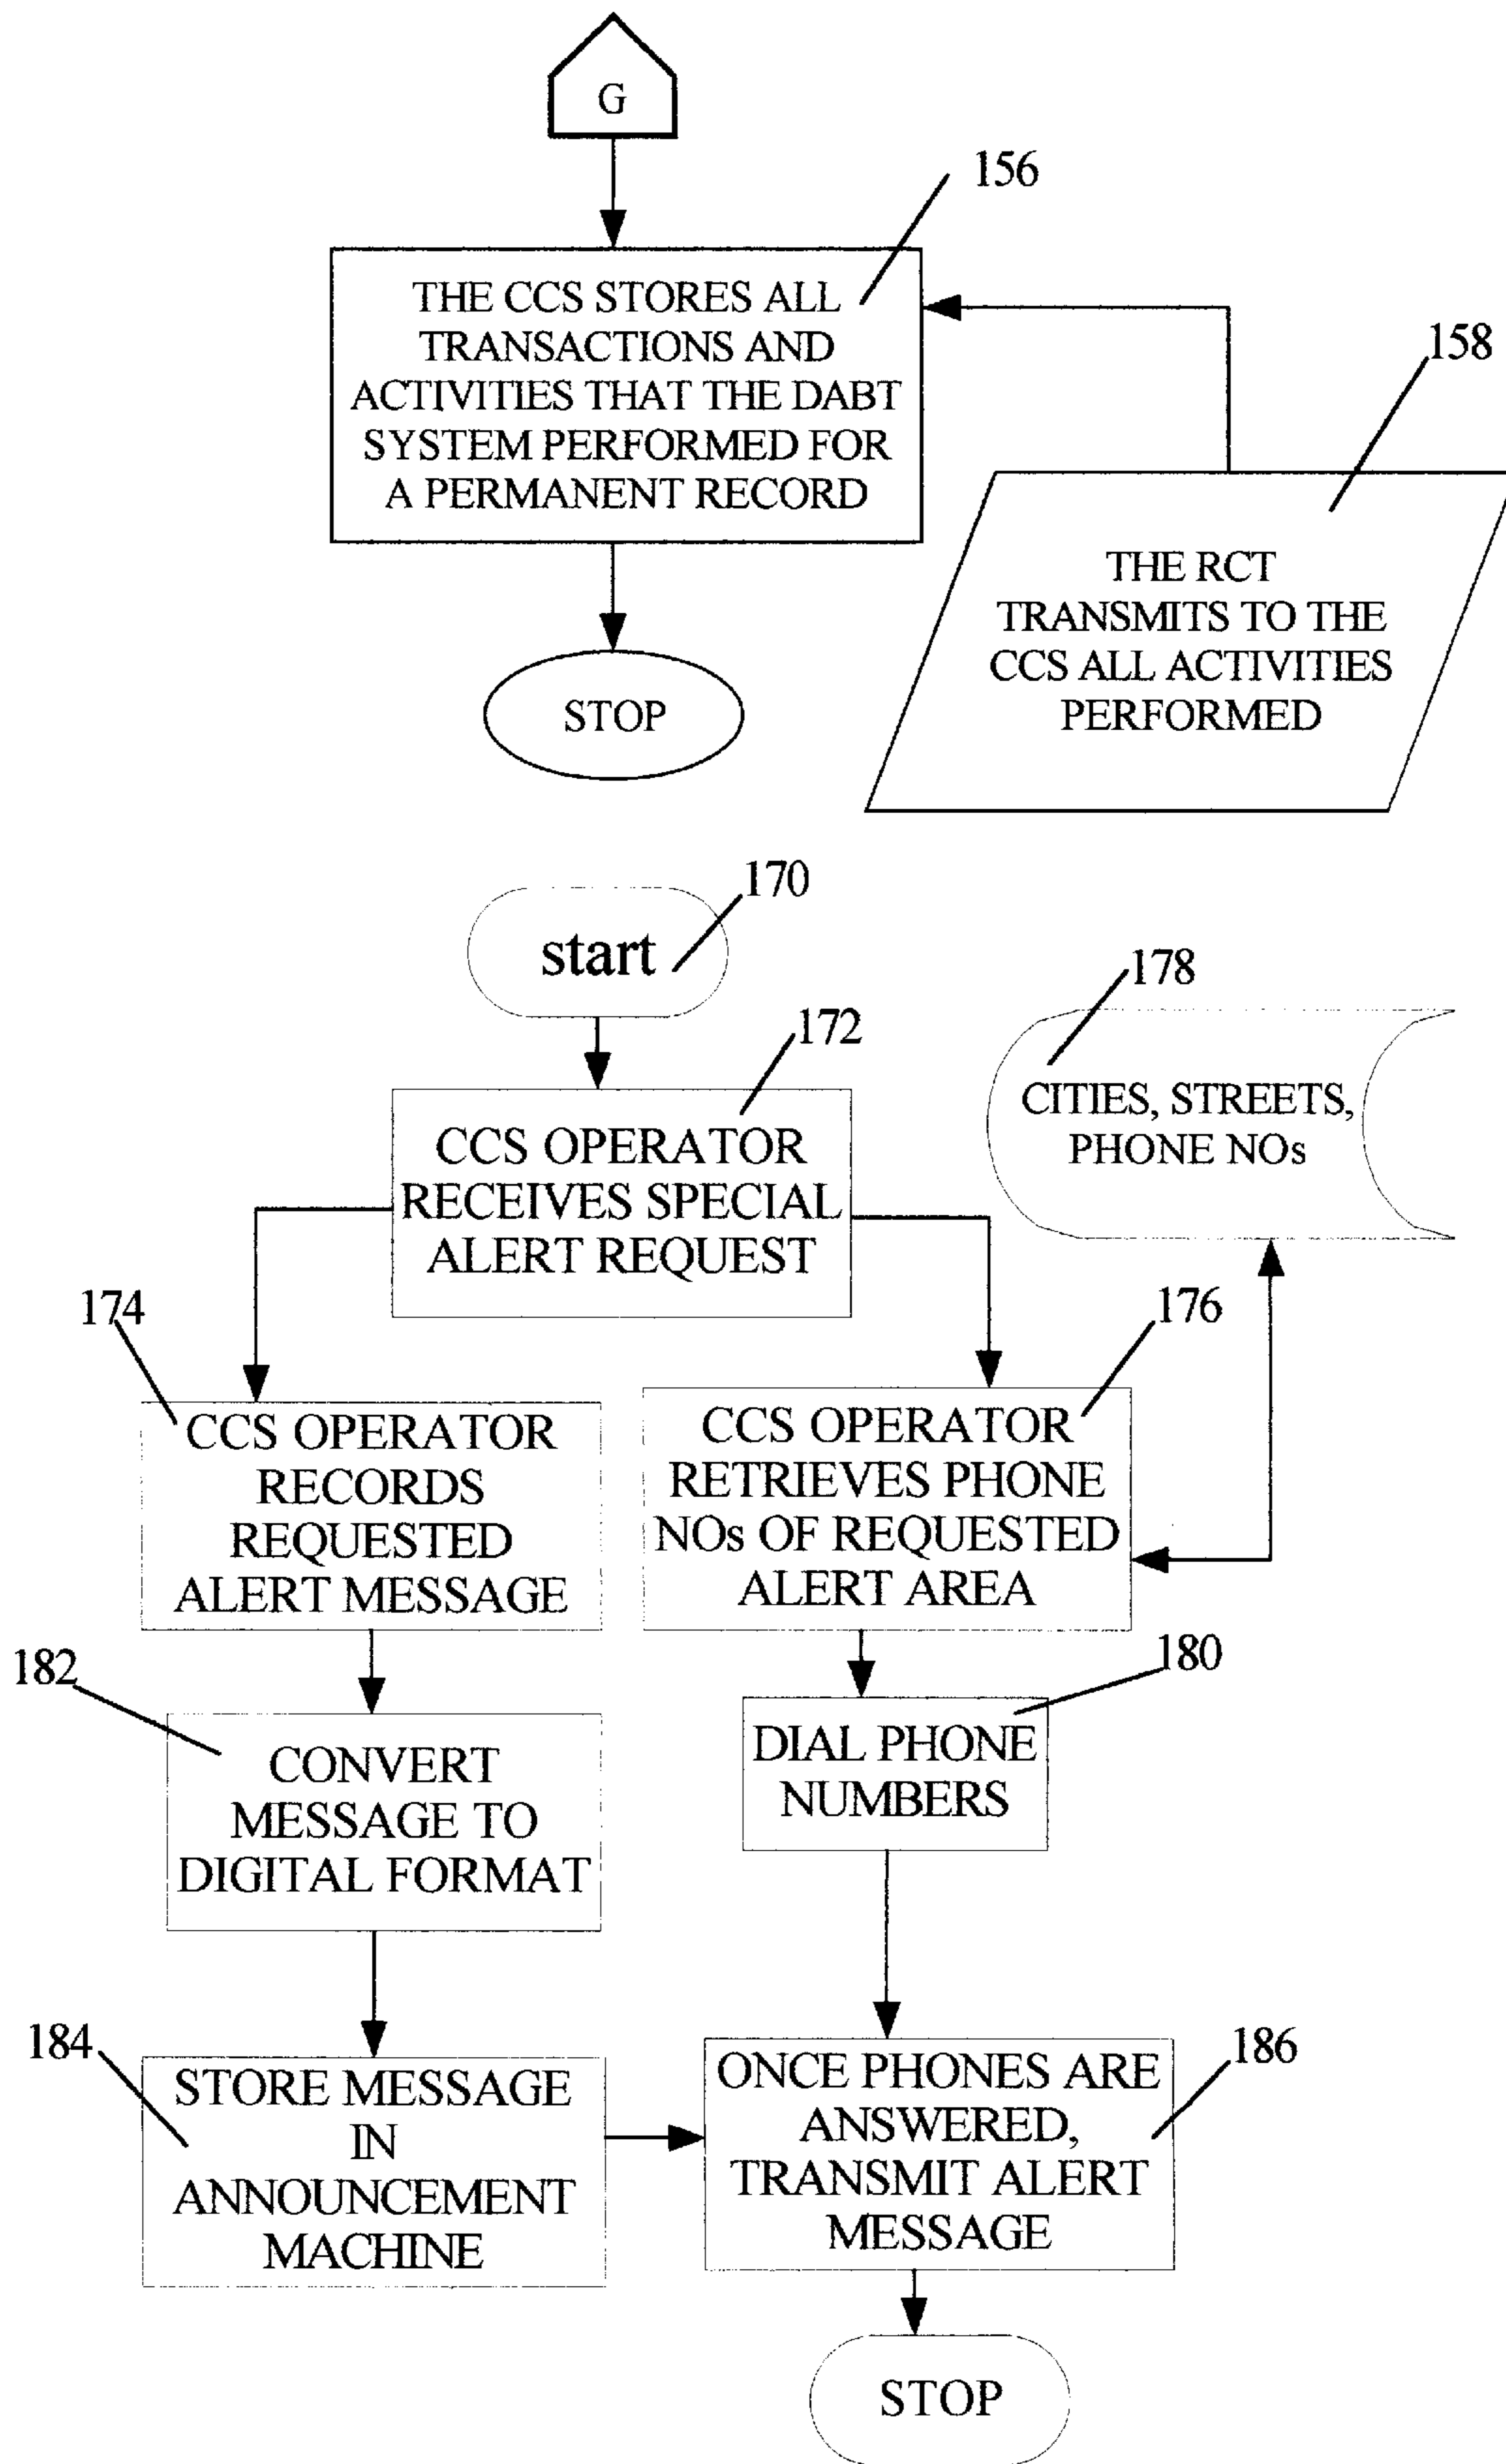 G
156
THE CCS STORES ALL
TRANSACTIONS AND
ACTIVITIES THAT THE DABT
SYSTEM PERFORMED FOR
A PERMANENT RECORD
158
THE RCT
TRANSMITS TO THE
CCS ALL ACTIVITIES
PERFORMED
STOP
170
start
178
CITIES, STREETS,
PHONE NOs
172
CCS OPERATOR
RECEIVES SPECIAL
ALERT REQUEST
174
CCS OPERATOR
RECORDS
REQUESTED
ALERT MESSAGE
176
CCS OPERATOR
RETRIEVES PHONE
NOs OF REQUESTED
ALERT AREA
182
CONVERT
MESSAGE TO
DIGITAL FORMAT
180
DIAL PHONE
NUMBERS
184
STORE MESSAGE
IN
ANNOUNCEMENT
MACHINE
186
ONCE PHONES ARE
ANSWERED,
TRANSMIT ALERT
MESSAGE
STOP